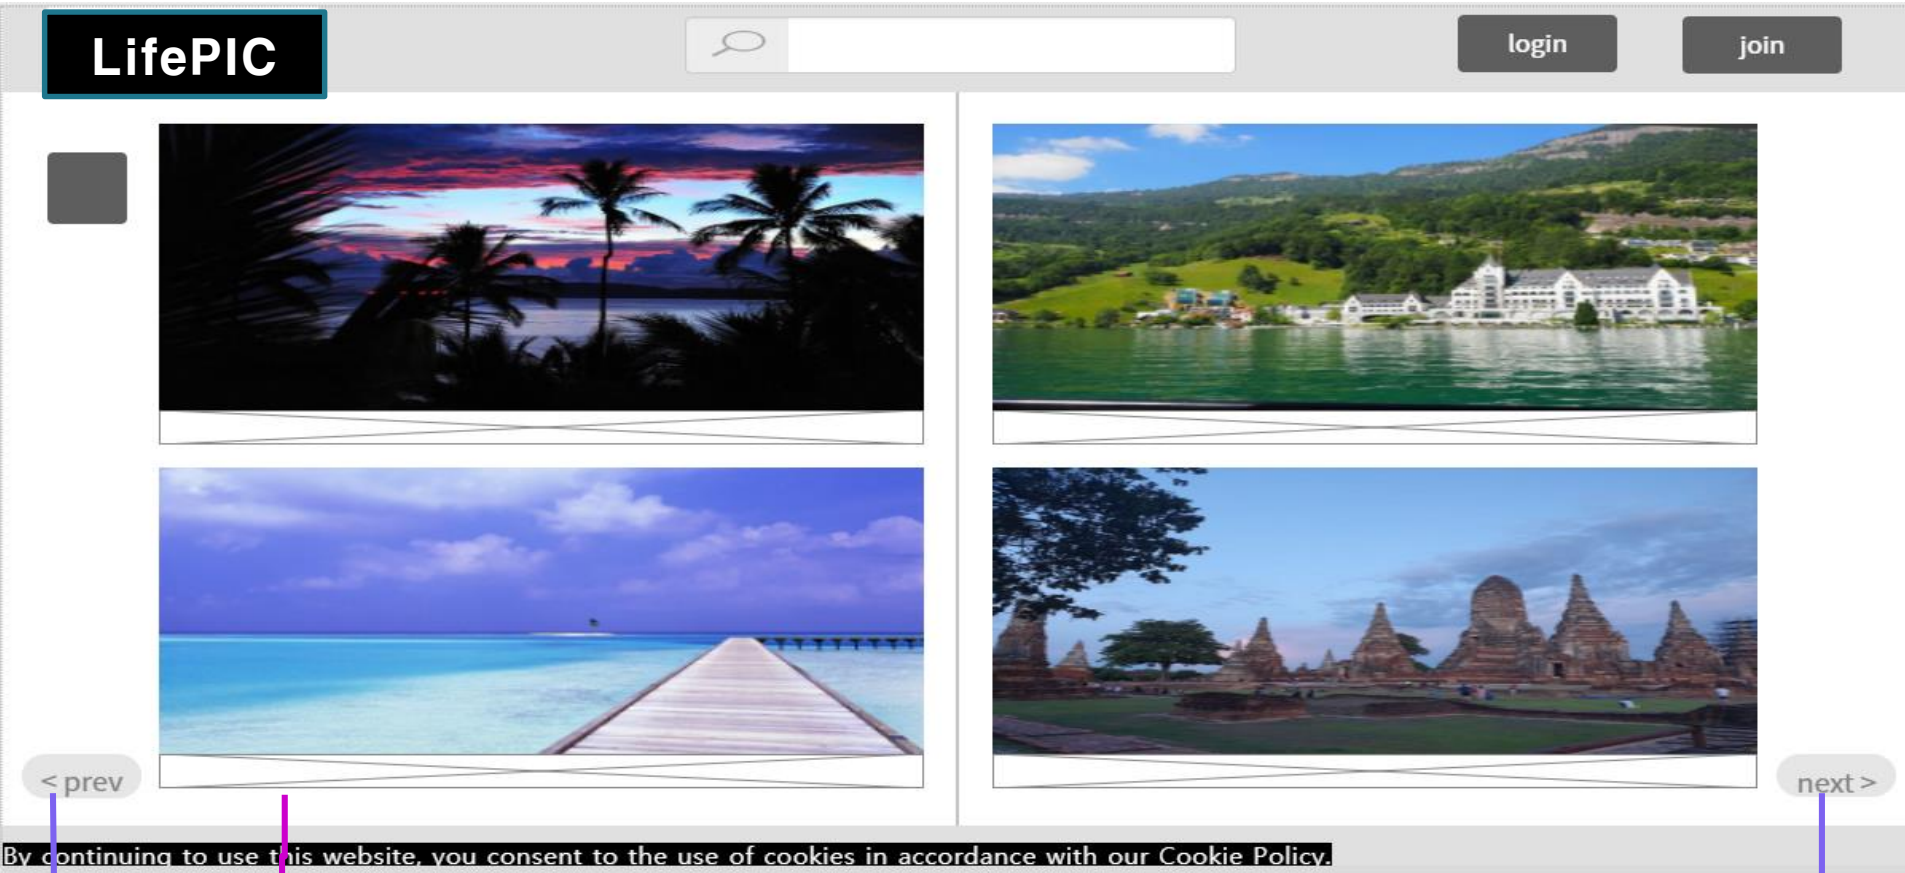 LifePIC
login
join
< prev
next >
By continuing to use this website, you consent to the use of cookies in accordance with our Cookie Policy.